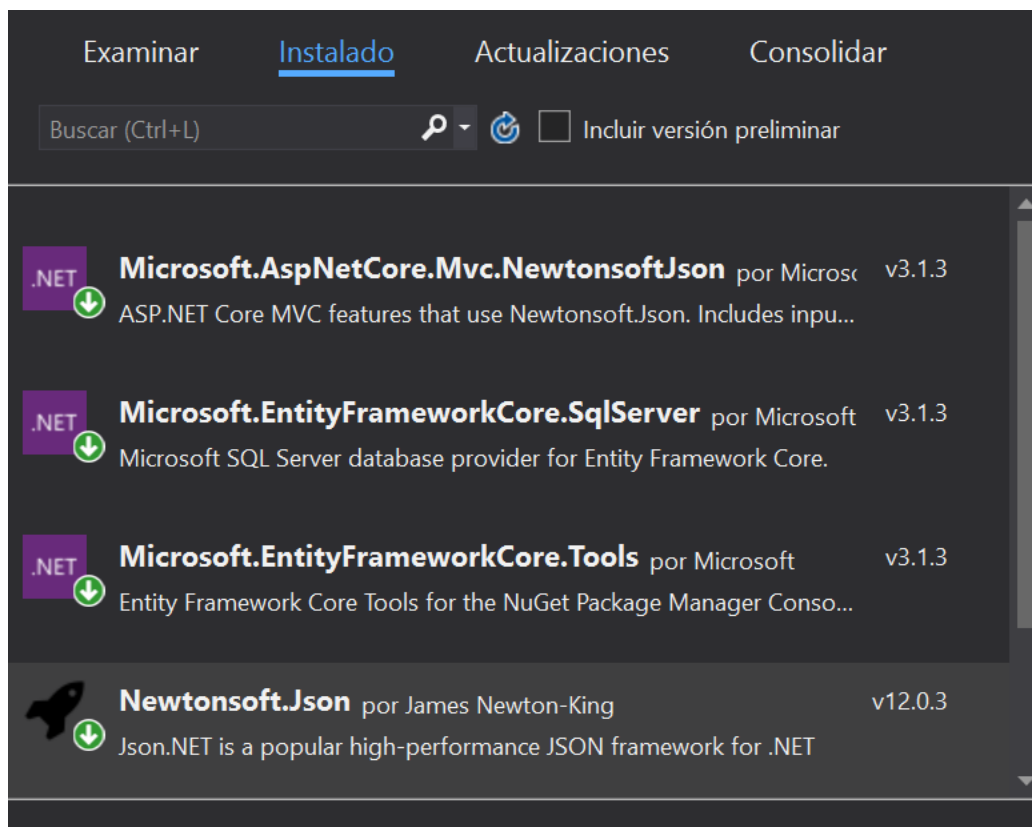 Examinar Instalado Actualizaciones Consolidar
Buscar (Ctrl+L) Incluir versión preliminar
.NET Microsoft.AspNetCore.Mvc.NewtonsoftJson por Microsc v3.1.3
ASP.NET Core MVC features that use Newtonsoft.Json. Includes inpu...
.NET Microsoft.EntityFrameworkCore.SqlServer por Microsoft v3.1.3
Microsoft SQL Server database provider for Entity Framework Core.
.NET Microsoft.EntityFrameworkCore.Tools por Microsoft v3.1.3
Entity Framework Core Tools for the NuGet Package Manager Conso...
Newtonsoft.Json por James Newton-King v12.0.3
Json.NET is a popular high-performance JSON framework for .NET